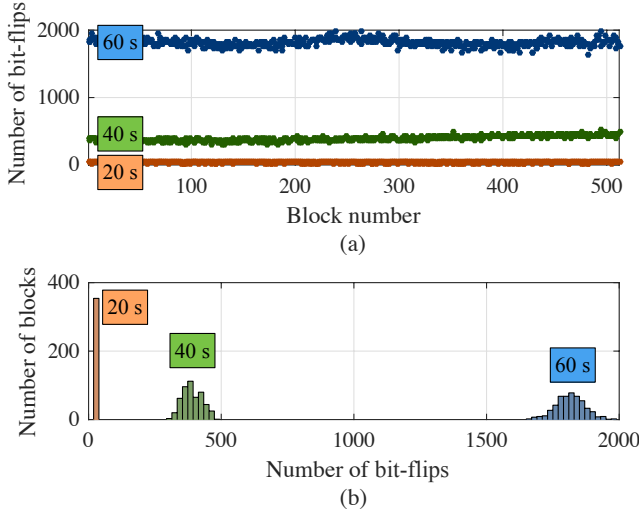 Number of bit-flips
2000
1000
0
60 s
40 s
20 s
100 200 300 400 500
Block number
(a)
Number of blocks
400
200
0
20 s
40 s
60 s
0 500 1000 1500 2000
Number of bit-flips
(b)